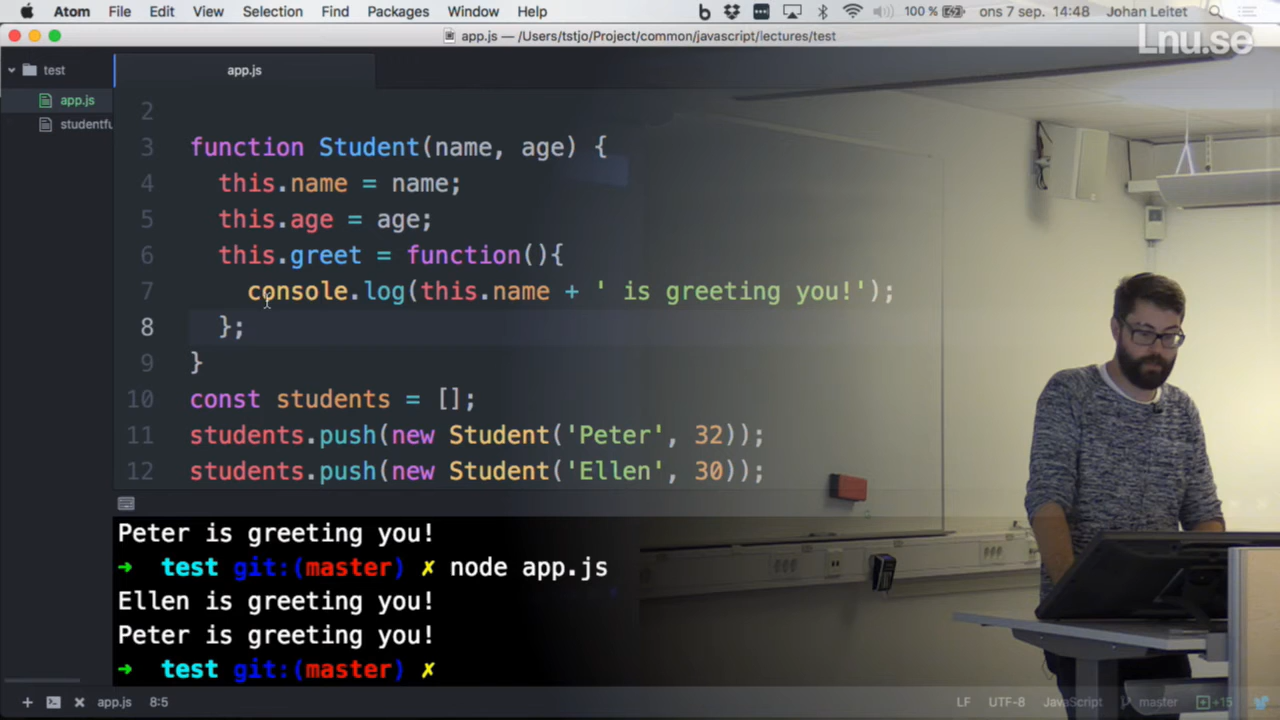 Atom File Edit View Selection Find Packages Window Help 100 % ons 7 sep. 14:48 Johan Leitet
app.js — /Users/tstjo/Project/common/javascript/lectures/test
Lnu.se
test
app.js
app.js
studentfu
2
3 function Student(name, age) {
4 this.name = name;
5 this.age = age;
6 this.greet = function(){
7 console.log(this.name + ' is greeting you!');
8 };
9 }
10 const students = [];
11 students.push(new Student('Peter', 32));
12 students.push(new Student('Ellen', 30));
Peter is greeting you!
➜ test git:(master) ✗ node app.js
Ellen is greeting you!
Peter is greeting you!
➜ test git:(master) ✗
app.js 8:5 LF UTF-8 JavaScript master +15